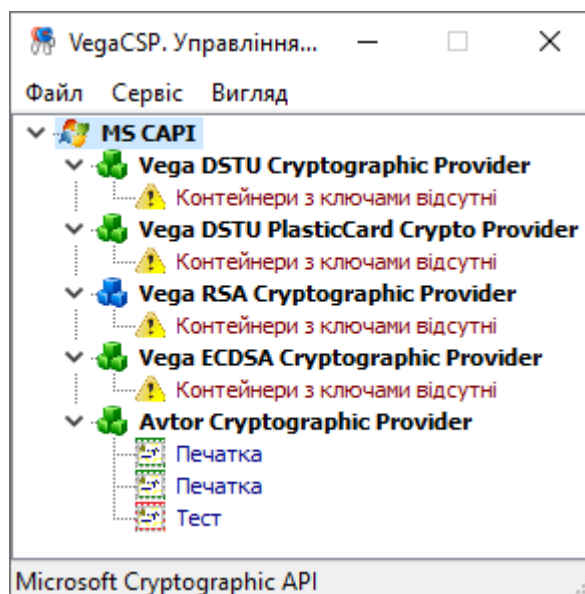 VegaCSP. Управління...
Файл Сервіс Вигляд
MS CAPI
Vega DSTU Cryptographic Provider
Контейнери з ключами відсутні
Vega DSTU PlasticCard Crypto Provider
Контейнери з ключами відсутні
Vega RSA Cryptographic Provider
Контейнери з ключами відсутні
Vega ECDSA Cryptographic Provider
Контейнери з ключами відсутні
Avtor Cryptographic Provider
Печатка
Печатка
Тест
Microsoft Cryptographic API